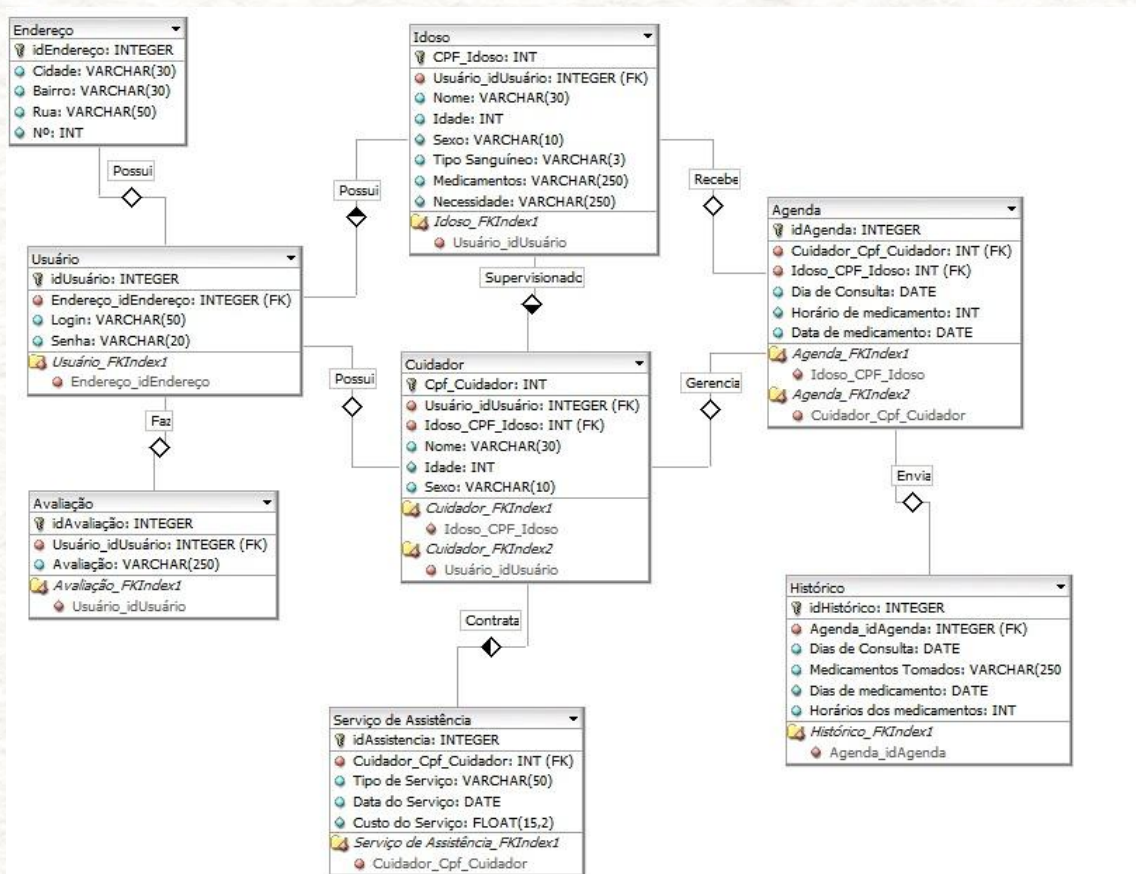 Endereço
idEndereço: INTEGER
Cidade: VARCHAR(30)
Bairro: VARCHAR(30)
Rua: VARCHAR(50)
Nº: INT
Possui
Usuário
idUsuário: INTEGER
Endereço_idEndereço: INTEGER (FK)
Login: VARCHAR(50)
Senha: VARCHAR(20)
Usuário_FKIndex1
Endereço_idEndereço
Faz
Avaliação
idAvaliação: INTEGER
Usuário_idUsuário: INTEGER (FK)
Avaliação: VARCHAR(250)
Avaliação_FKIndex1
Usuário_idUsuário
Possui
Possui
Idoso
CPF_Idoso: INT
Usuário_idUsuário: INTEGER (FK)
Nome: VARCHAR(30)
Idade: INT
Sexo: VARCHAR(10)
Tipo Sanguíneo: VARCHAR(3)
Medicamentos: VARCHAR(250)
Necessidade: VARCHAR(250)
Idoso_FKIndex1
Usuário_idUsuário
Supervisionado
Cuidador
Cpf_Cuidador: INT
Usuário_idUsuário: INTEGER (FK)
Idoso_CPF_Idoso: INT (FK)
Nome: VARCHAR(30)
Idade: INT
Sexo: VARCHAR(10)
Cuidador_FKIndex1
Idoso_CPF_Idoso
Cuidador_FKIndex2
Usuário_idUsuário
Contrata
Serviço de Assistência
idAssistencia: INTEGER
Cuidador_Cpf_Cuidador: INT (FK)
Tipo de Serviço: VARCHAR(50)
Data do Serviço: DATE
Custo do Serviço: FLOAT(15,2)
Serviço de Assistência_FKIndex1
Cuidador_Cpf_Cuidador
Recebe
Gerencia
Agenda
idAgenda: INTEGER
Cuidador_Cpf_Cuidador: INT (FK)
Idoso_CPF_Idoso: INT (FK)
Dia de Consulta: DATE
Horário de medicamento: INT
Data de medicamento: DATE
Agenda_FKIndex1
Idoso_CPF_Idoso
Agenda_FKIndex2
Cuidador_Cpf_Cuidador
Envia
Histórico
idHistórico: INTEGER
Agenda_idAgenda: INTEGER (FK)
Dias de Consulta: DATE
Medicamentos Tomados: VARCHAR(250
Dias de medicamento: DATE
Horários dos medicamentos: INT
Histórico_FKIndex1
Agenda_idAgenda